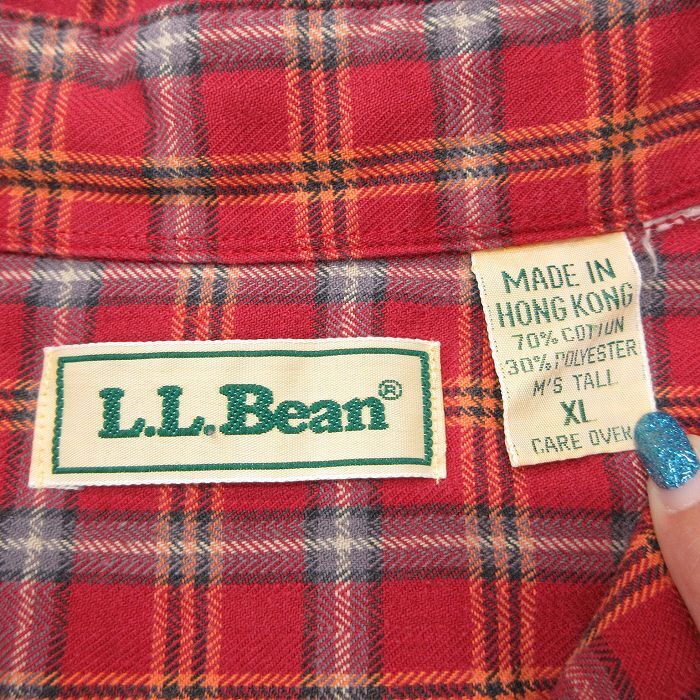 L.L.Bean®
MADE IN
HONG KONG
70% COTTON
30% POLYESTER
M'S TALL
XL
CARE OVER